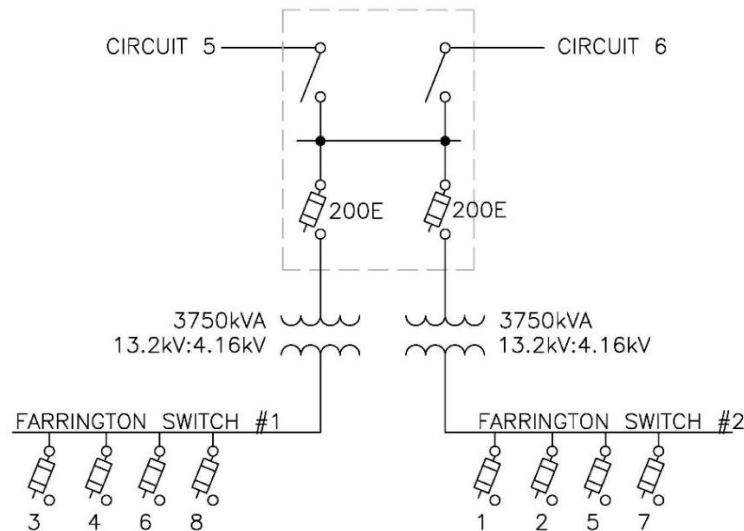 CIRCUIT 5
CIRCUIT 6
200E
200E
3750kVA
13.2kV:4.16kV
3750kVA
13.2kV:4.16kV
FARRINGTON SWITCH #1
FARRINGTON SWITCH #2
3 4 6 8
1 2 5 7